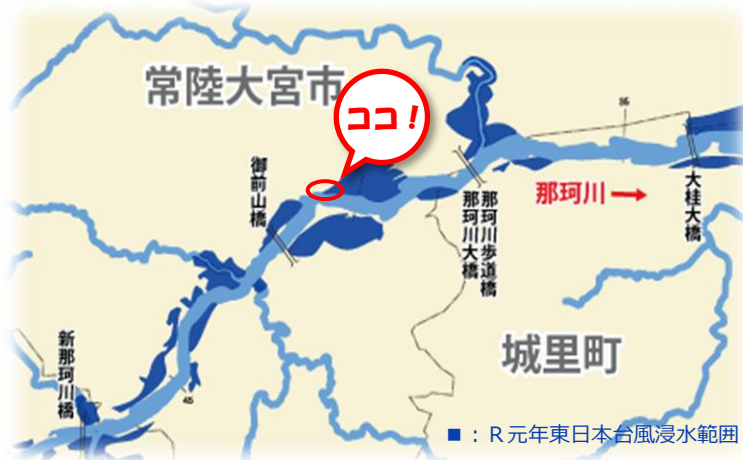 常陸大宮市
ココ！
御前山橋
35
那珂川→
大桂大橋
那珂川歩道橋
那珂川大橋
新那珂川橋
城里町
45
■：R元年東日本台風浸水範囲